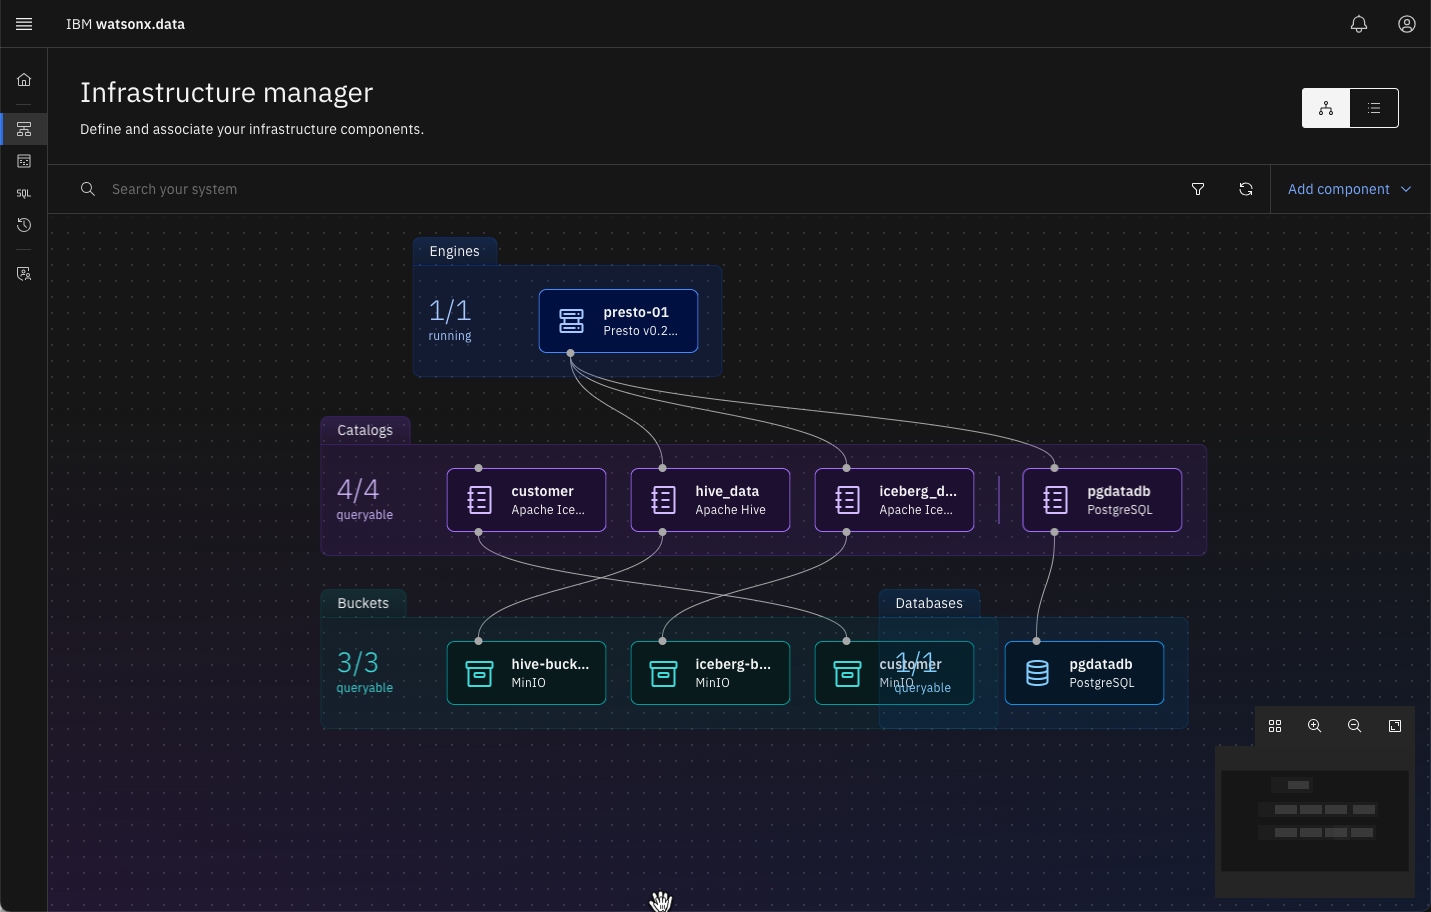 IBM watsonx.data
Infrastructure manager
Define and associate your infrastructure components.
SQL
Search your system
Add component
Engines
1/1
running
presto-01
Presto v0.2...
Catalogs
4/4
queryable
customer
Apache Ice...
hive_data
Apache Hive
iceberg_d...
Apache Ice...
pgdatadb
PostgreSQL
Buckets
3/3
queryable
hive-buck...
MinIO
iceberg-b...
MinIO
customer
MinIO
Databases
1/1
queryable
pgdatadb
PostgreSQL